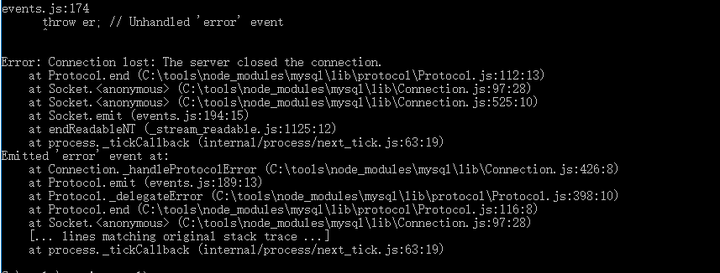 events.js:174
throw er; // Unhandled 'error' event
^
Error: Connection lost: The server closed the connection.
at Protocol.end (C:\tools\node_modules\mysql\lib\protocol\Protocol.js:112:13)
at Socket.<anonymous> (C:\tools\node_modules\mysql\lib\Connection.js:97:28)
at Socket.<anonymous> (C:\tools\node_modules\mysql\lib\Connection.js:525:10)
at Socket.emit (events.js:194:15)
at endReadableNT (_stream_readable.js:1125:12)
at process._tickCallback (internal/process/next_tick.js:63:19)
Emitted 'error' event at:
at Connection._handleProtocolError (C:\tools\node_modules\mysql\lib\Connection.js:426:8)
at Protocol.emit (events.js:189:13)
at Protocol._delegateError (C:\tools\node_modules\mysql\lib\protocol\Protocol.js:398:10)
at Protocol.end (C:\tools\node_modules\mysql\lib\protocol\Protocol.js:116:8)
at Socket.<anonymous> (C:\tools\node_modules\mysql\lib\Connection.js:97:28)
[... lines matching original stack trace ...]
at process._tickCallback (internal/process/next_tick.js:63:19)